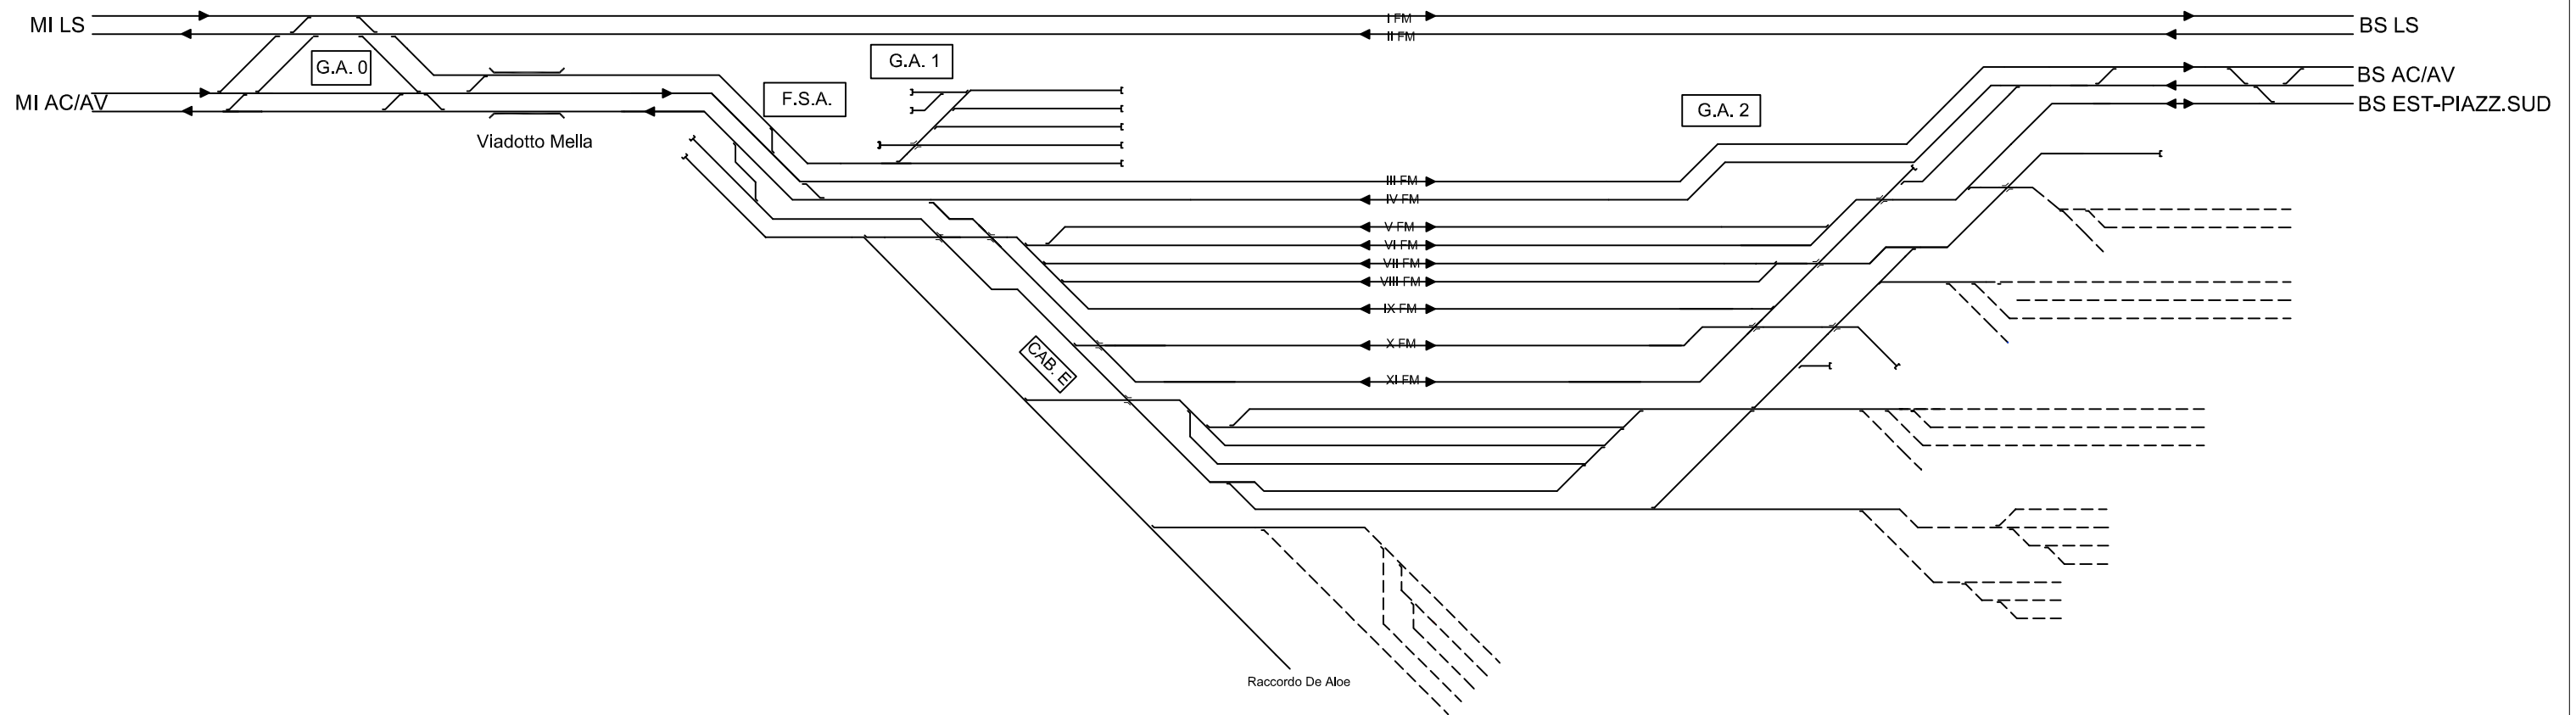 MI LS
I FM
II FM
BS LS
G.A. 0
G.A. 1
MI AC/AV
F.S.A.
G.A. 2
BS AC/AV
BS EST-PIAZZ.SUD
Viadotto Mella
III FM
IV FM
V FM
VI FM
VII FM
VIII FM
IX FM
X FM
XI FM
CAB. E
Raccordo De Aloe